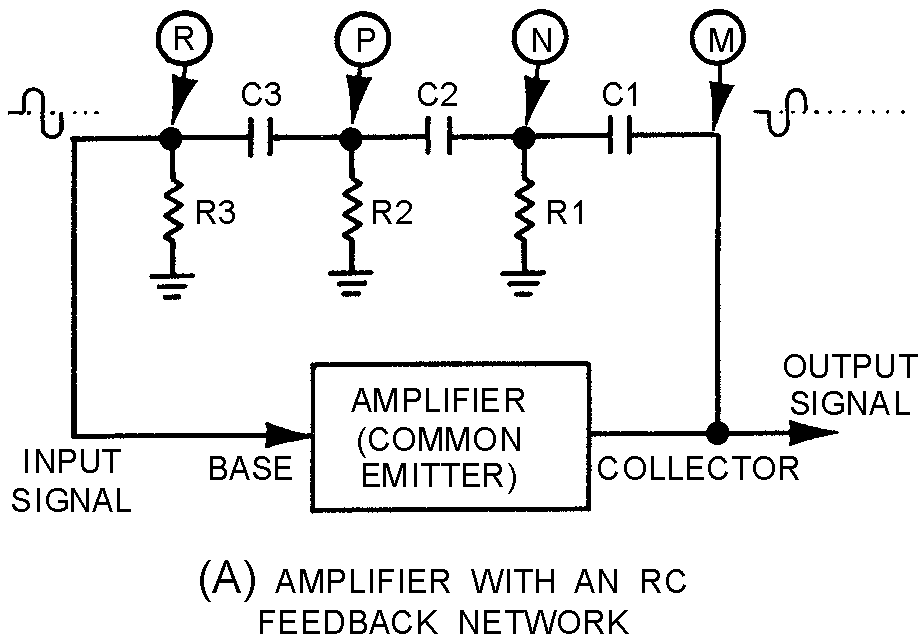 R P N M
C3 C2 C1
R3 R2 R1
OUTPUT
SIGNAL
AMPLIFIER
(COMMON
EMITTER)
INPUT
SIGNAL
BASE
COLLECTOR
(A) AMPLIFIER WITH AN RC
FEEDBACK NETWORK